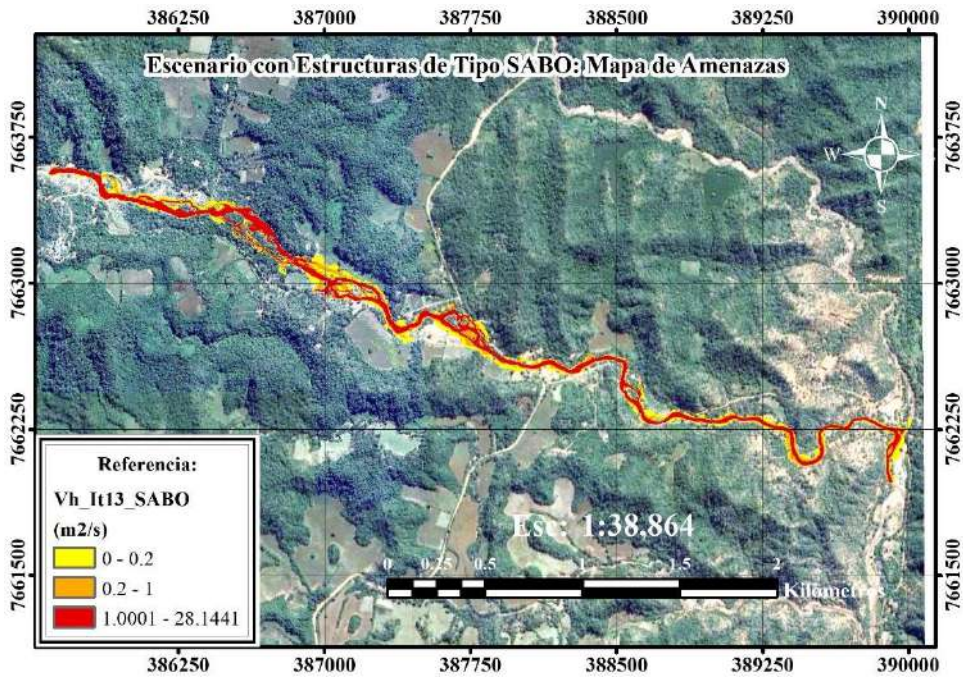 386250 387000 387750 388500 389250 390000
Escenario con Estructuras de Tipo SABO: Mapa de Amenazas
7663750
7663750
N
W
E
S
7663000
7663000
7662250
7662250
Referencia:
Vh_It13_SABO
(m2/s)
0 - 0.2
0.2 - 1
1.0001 - 28.1441
Esc: 1:38,864
0 0.25 0.5 1 1.5 2
Kilómetros
7661500
7661500
386250 387000 387750 388500 389250 390000